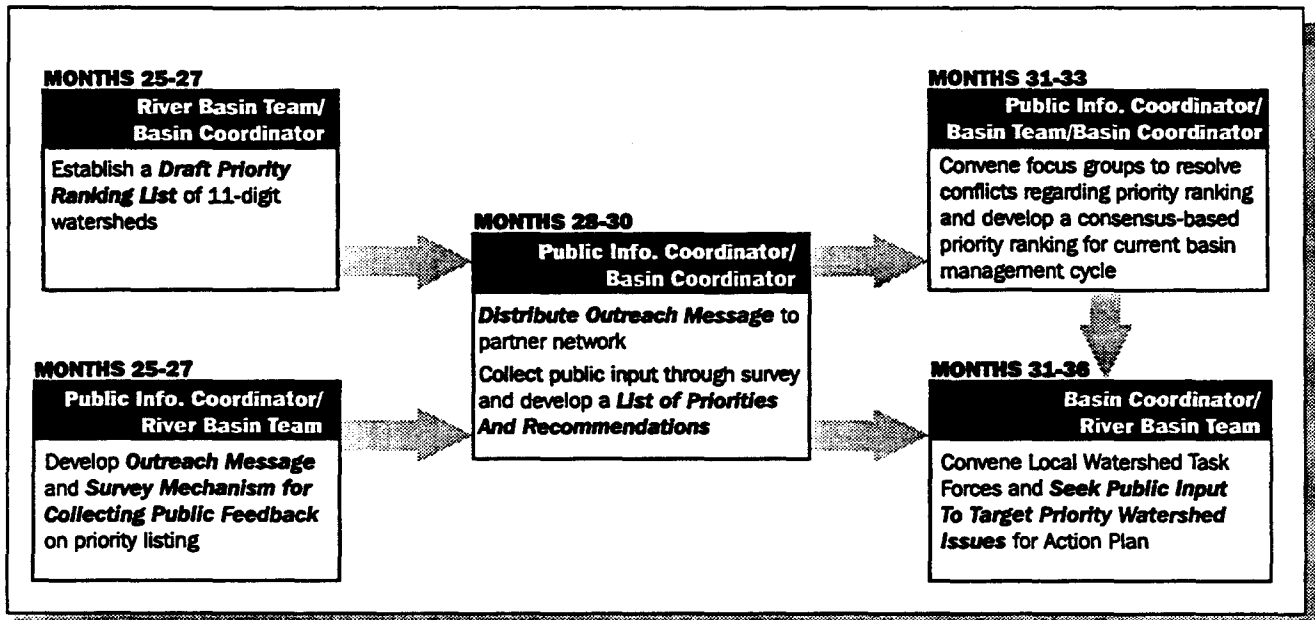 MONTHS 25-27
River Basin Team/
Basin Coordinator
Establish a Draft Priority
Ranking List of 11-digit
watersheds
MONTHS 25-27
Public Info. Coordinator/
River Basin Team
Develop Outreach Message
and Survey Mechanism for
Collecting Public Feedback
on priority listing
MONTHS 28-30
Public Info. Coordinator/
Basin Coordinator
Distribute Outreach Message to
partner network
Collect public input through survey
and develop a List of Priorities
And Recommendations
MONTHS 31-33
Public Info. Coordinator/
Basin Team/Basin Coordinator
Convene focus groups to resolve
conflicts regarding priority ranking
and develop a consensus-based
priority ranking for current basin
management cycle
MONTHS 31-36
Basin Coordinator/
River Basin Team
Convene Local Watershed Task
Forces and Seek Public Input
To Target Priority Watershed
Issues for Action Plan